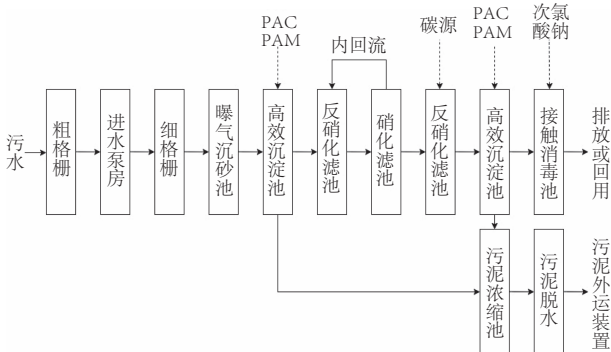 PAC
PAM
内回流
碳源
PAC
PAM
次氯
酸钠
污水
粗格栅
进水泵房
细格栅
曝气沉砂池
高效沉淀池
反硝化滤池
硝化滤池
反硝化滤池
高效沉淀池
接触消毒池
排放或回用
污泥浓缩池
污泥脱水
污泥外运装置